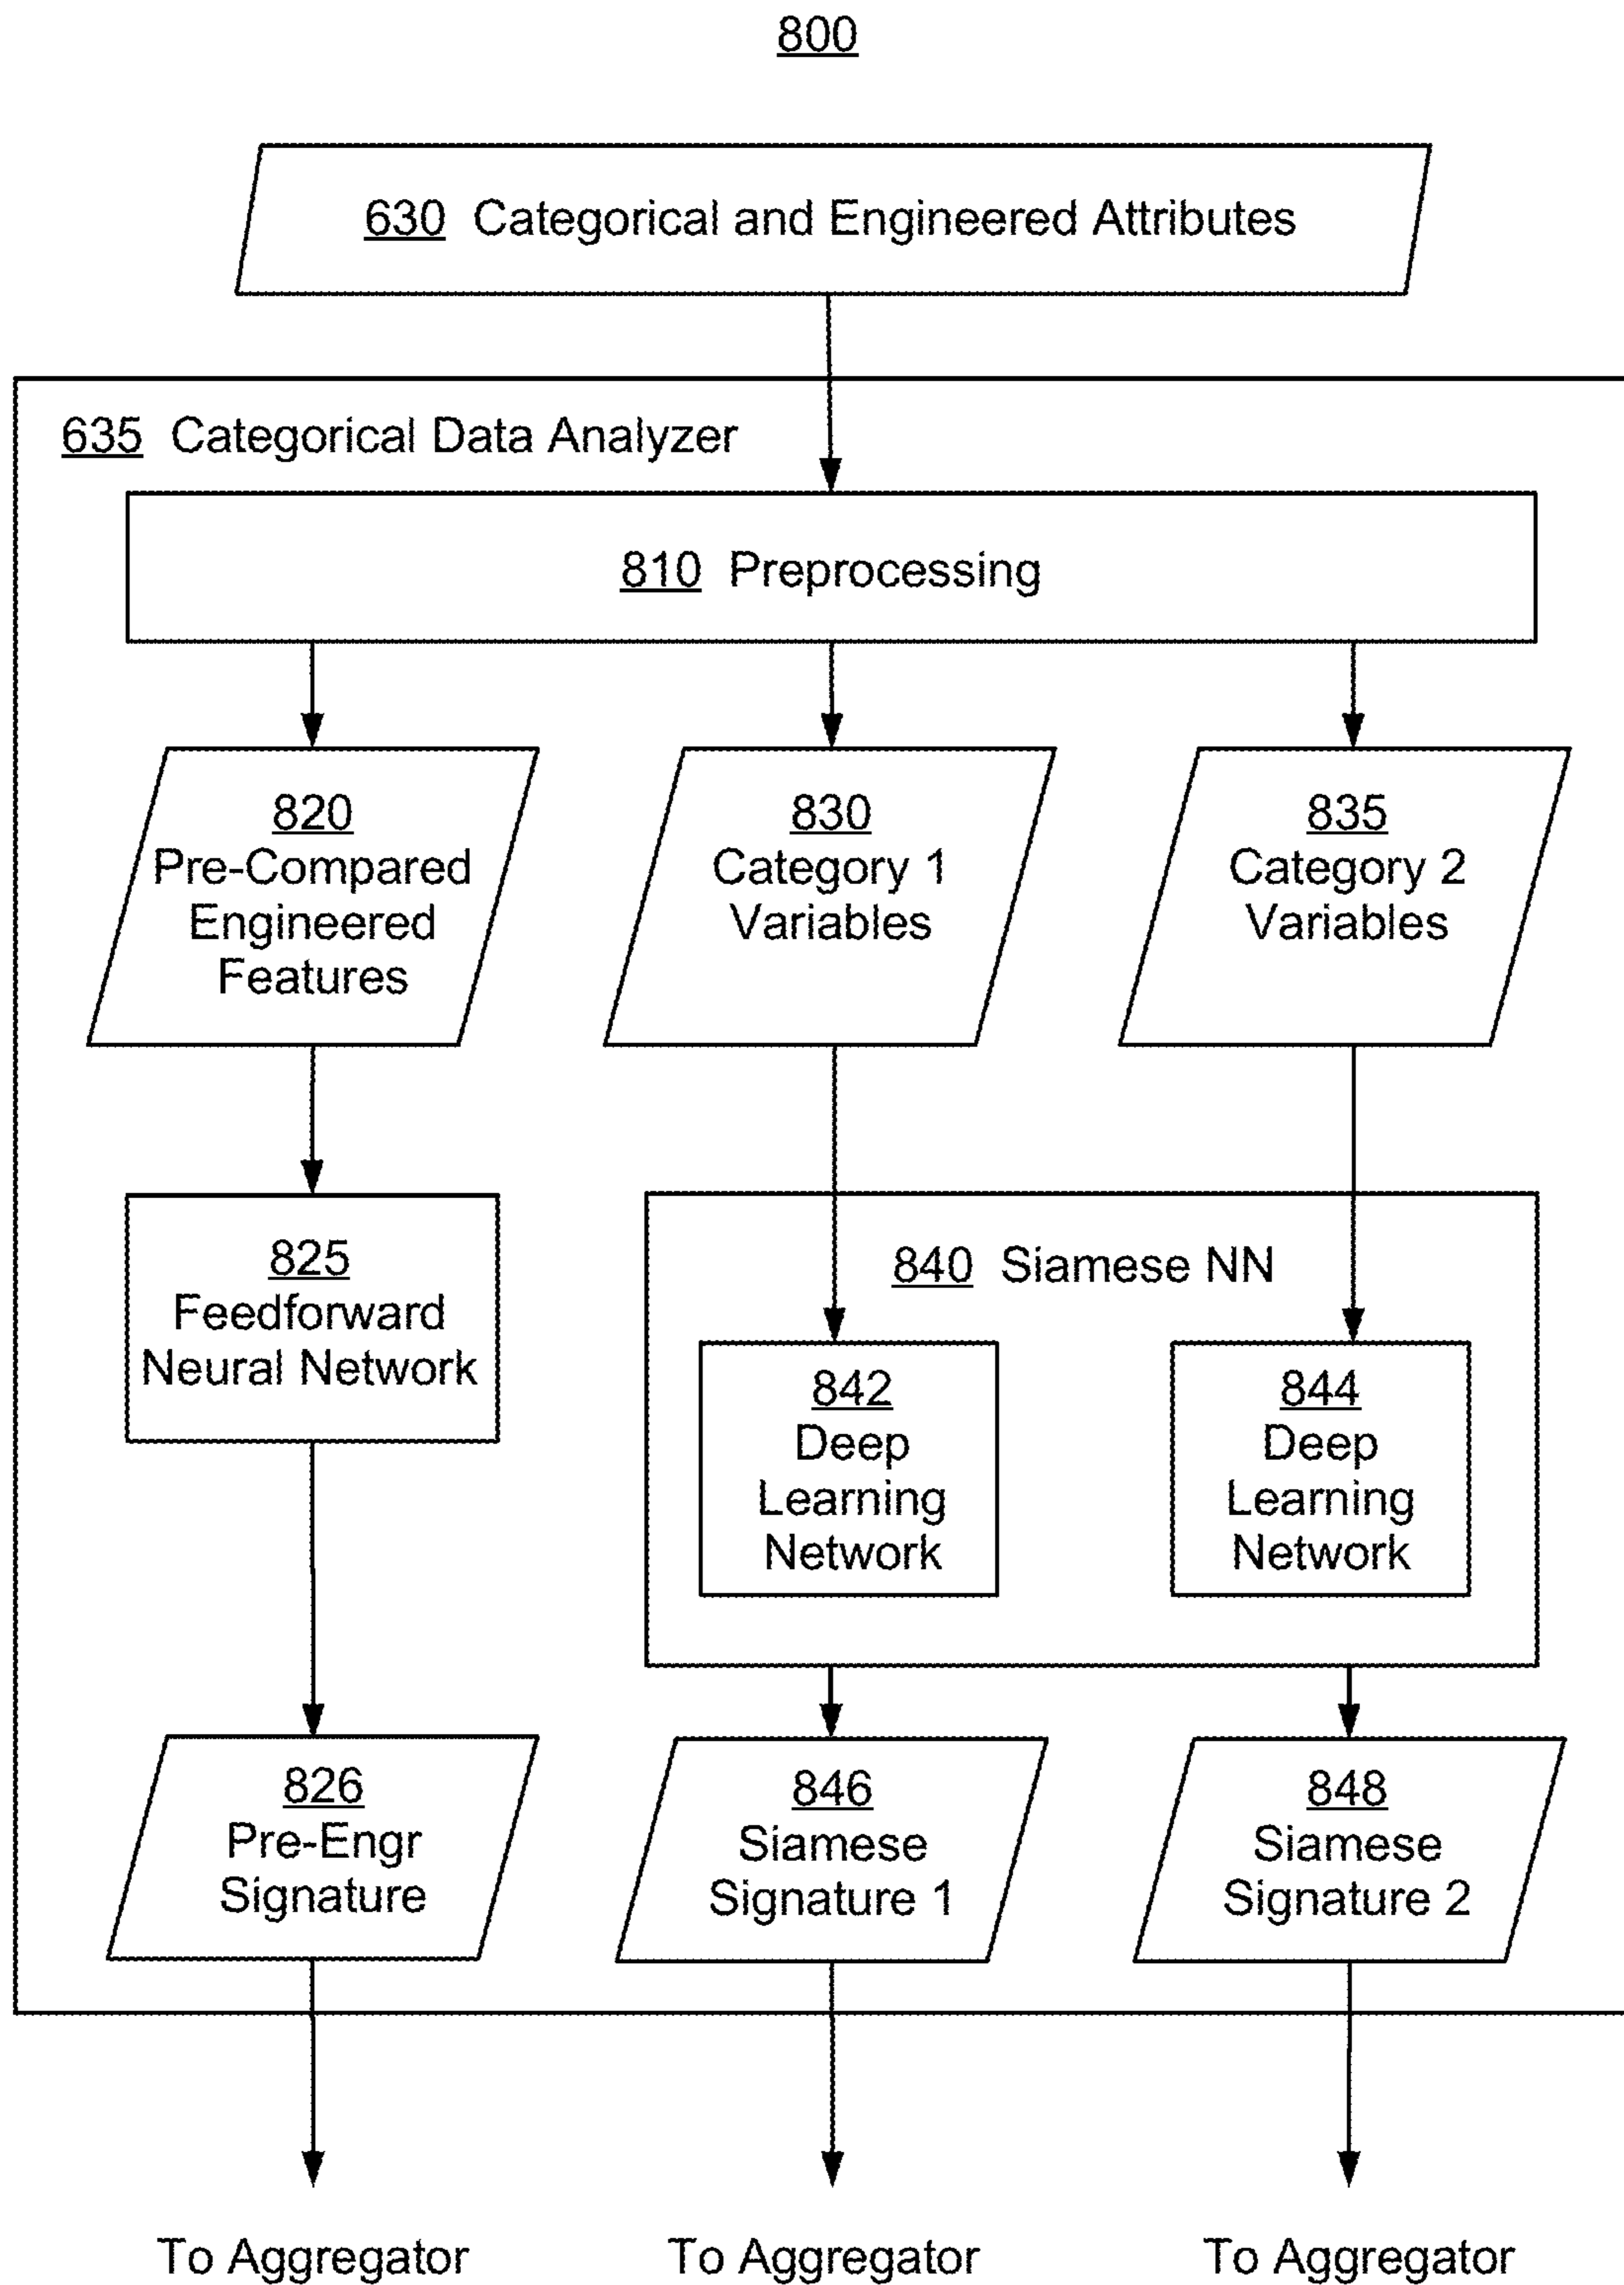 800
630 Categorical and Engineered Attributes
635 Categorical Data Analyzer
810 Preprocessing
820
Pre-Compared
Engineered
Features
830
Category 1
Variables
835
Category 2
Variables
825
Feedforward
Neural Network
840 Siamese NN
842
Deep
Learning
Network
844
Deep
Learning
Network
826
Pre-Engr
Signature
846
Siamese
Signature 1
848
Siamese
Signature 2
To Aggregator
To Aggregator
To Aggregator